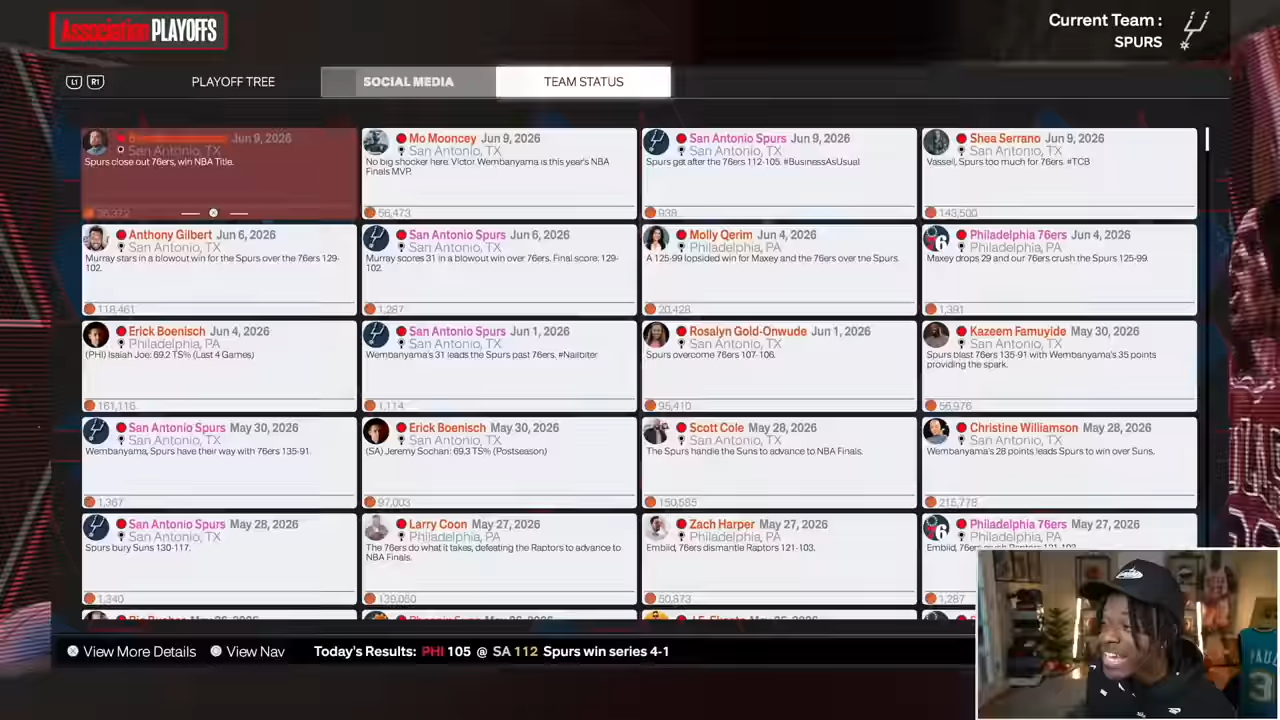 Association PLAYOFFS
Current Team :
SPURS
L1 R1
PLAYOFF TREE
SOCIAL MEDIA
TEAM STATUS
Jun 9, 2026
San Antonio, TX
Spurs close out 76ers, win NBA Title.
36,372
Mo Mooncey Jun 9, 2026
San Antonio, TX
No big shocker here. Victor Wembanyama is this year's NBA
Finals MVP.
56,473
San Antonio Spurs Jun 9, 2026
San Antonio, TX
Spurs get after the 76ers 112-105. #BusinessAsUsual
938
Shea Serrano Jun 9, 2026
San Antonio, TX
Vassell, Spurs too much for 76ers. #TCB
143,500
Anthony Gilbert Jun 6, 2026
San Antonio, TX
Murray stars in a blowout win for the Spurs over the 76ers 129-
102.
118,461
San Antonio Spurs Jun 6, 2026
San Antonio, TX
Murray scores 31 in a blowout win over 76ers. Final score: 129-
102.
1,287
Molly Qerim Jun 4, 2026
Philadelphia, PA
A 125-99 lopsided win for Maxey and the 76ers over the Spurs.
20,428
Philadelphia 76ers Jun 4, 2026
Philadelphia, PA
Maxey drops 29 and our 76ers crush the Spurs 125-99.
1,391
Erick Boenisch Jun 4, 2026
Philadelphia, PA
(PHI) Isaiah Joe: 69.2 TS% (Last 4 Games)
161,116
San Antonio Spurs Jun 1, 2026
San Antonio, TX
Wembanyama's 31 leads the Spurs past 76ers. #Nailbiter
1,114
Rosalyn Gold-Onwude Jun 1, 2026
San Antonio, TX
Spurs overcome 76ers 107-106.
95,410
Kazeem Famuyide May 30, 2026
San Antonio, TX
Spurs blast 76ers 135-91 with Wembanyama's 35 points
providing the spark.
56,976
San Antonio Spurs May 30, 2026
San Antonio, TX
Wembanyama, Spurs have their way with 76ers 135-91.
1,367
Erick Boenisch May 30, 2026
San Antonio, TX
(SA) Jeremy Sochan: 69.3 TS% (Postseason)
97,003
Scott Cole May 28, 2026
San Antonio, TX
The Spurs handle the Suns to advance to NBA Finals.
150,585
Christine Williamson May 28, 2026
San Antonio, TX
Wembanyama's 28 points leads Spurs to win over Suns.
215,778
San Antonio Spurs May 28, 2026
San Antonio, TX
Spurs bury Suns 130-117.
1,340
Larry Coon May 27, 2026
Philadelphia, PA
The 76ers do what it takes, defeating the Raptors to advance to
NBA Finals.
139,050
Zach Harper May 27, 2026
Philadelphia, PA
Embiid, 76ers dismantle Raptors 121-103.
50,873
Philadelphia 76ers May 27, 2026
Philadelphia, PA
Embiid, 76ers crush Raptors 121-103.
1,287
View More Details
View Nav
Today's Results: PHI 105 @ SA 112 Spurs win series 4-1
PAUL
3